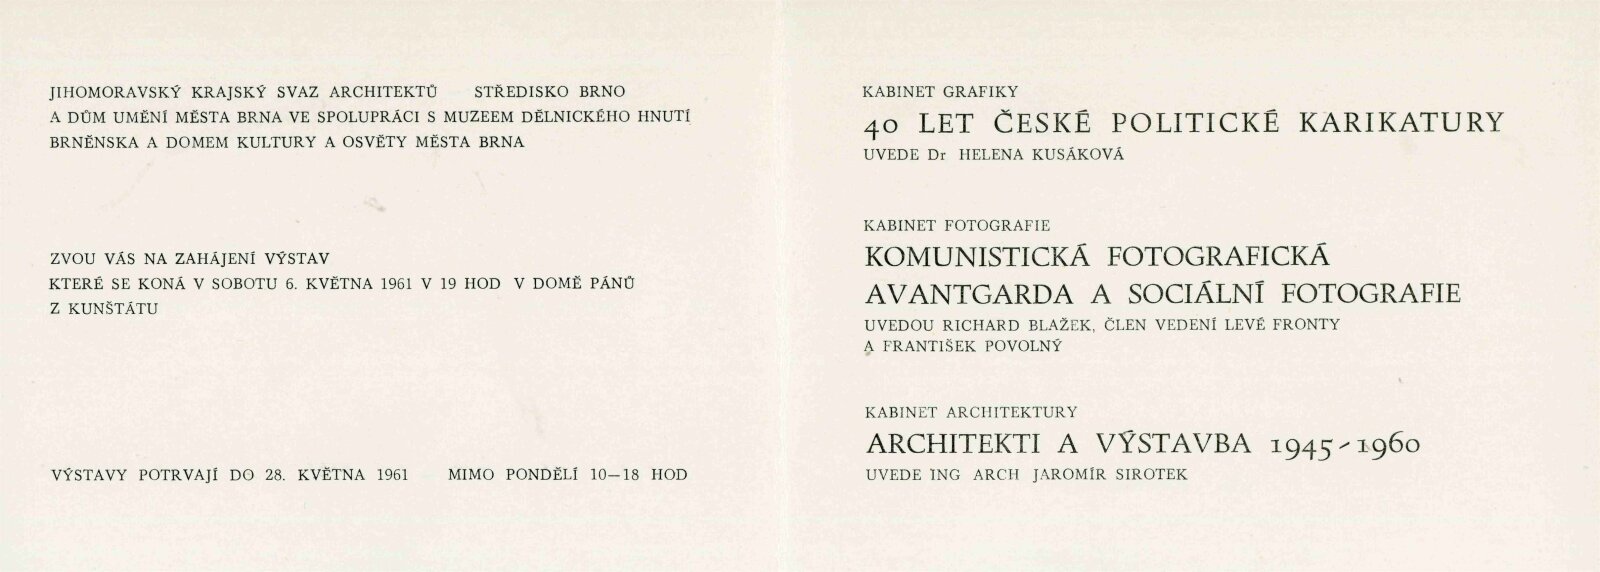 JIHOMORAVSKÝ KRAJSKÝ SVAZ ARCHITEKTŮ STŘEDISKO BRNO
A DŮM UMĚNÍ MĚSTA BRNA VE SPOLUPRÁCI S MUZEEM DĚLNICKÉHO HNUTÍ
BRNĚNSKA A DOMEM KULTURY A OSVĚTY MĚSTA BRNA
ZVOU VÁS NA ZAHÁJENÍ VÝSTAV
KTERÉ SE KONÁ V SOBOTU 6. KVĚTNA 1961 V 19 HOD V DOMĚ PÁNŮ
Z KUNŠTÁTU
VÝSTAVY POTRVAJÍ DO 28. KVĚTNA 1961 MIMO PONDĚLÍ 10—18 HOD
KABINET GRAFIKY
40 LET ČESKÉ POLITICKÉ KARIKATURY
UVEDE Dr HELENA KUSÁKOVÁ
KABINET FOTOGRAFIE
KOMUNISTICKÁ FOTOGRAFICKÁ
AVANTGARDA A SOCIÁLNÍ FOTOGRAFIE
UVEDOU RICHARD BLAŽEK, ČLEN VEDENÍ LEVÉ FRONTY
A FRANTIŠEK POVOLNÝ
KABINET ARCHITEKTURY
ARCHITEKTI A VÝSTAVBA 1945-1960
UVEDE ING ARCH JAROMÍR SIROTEK